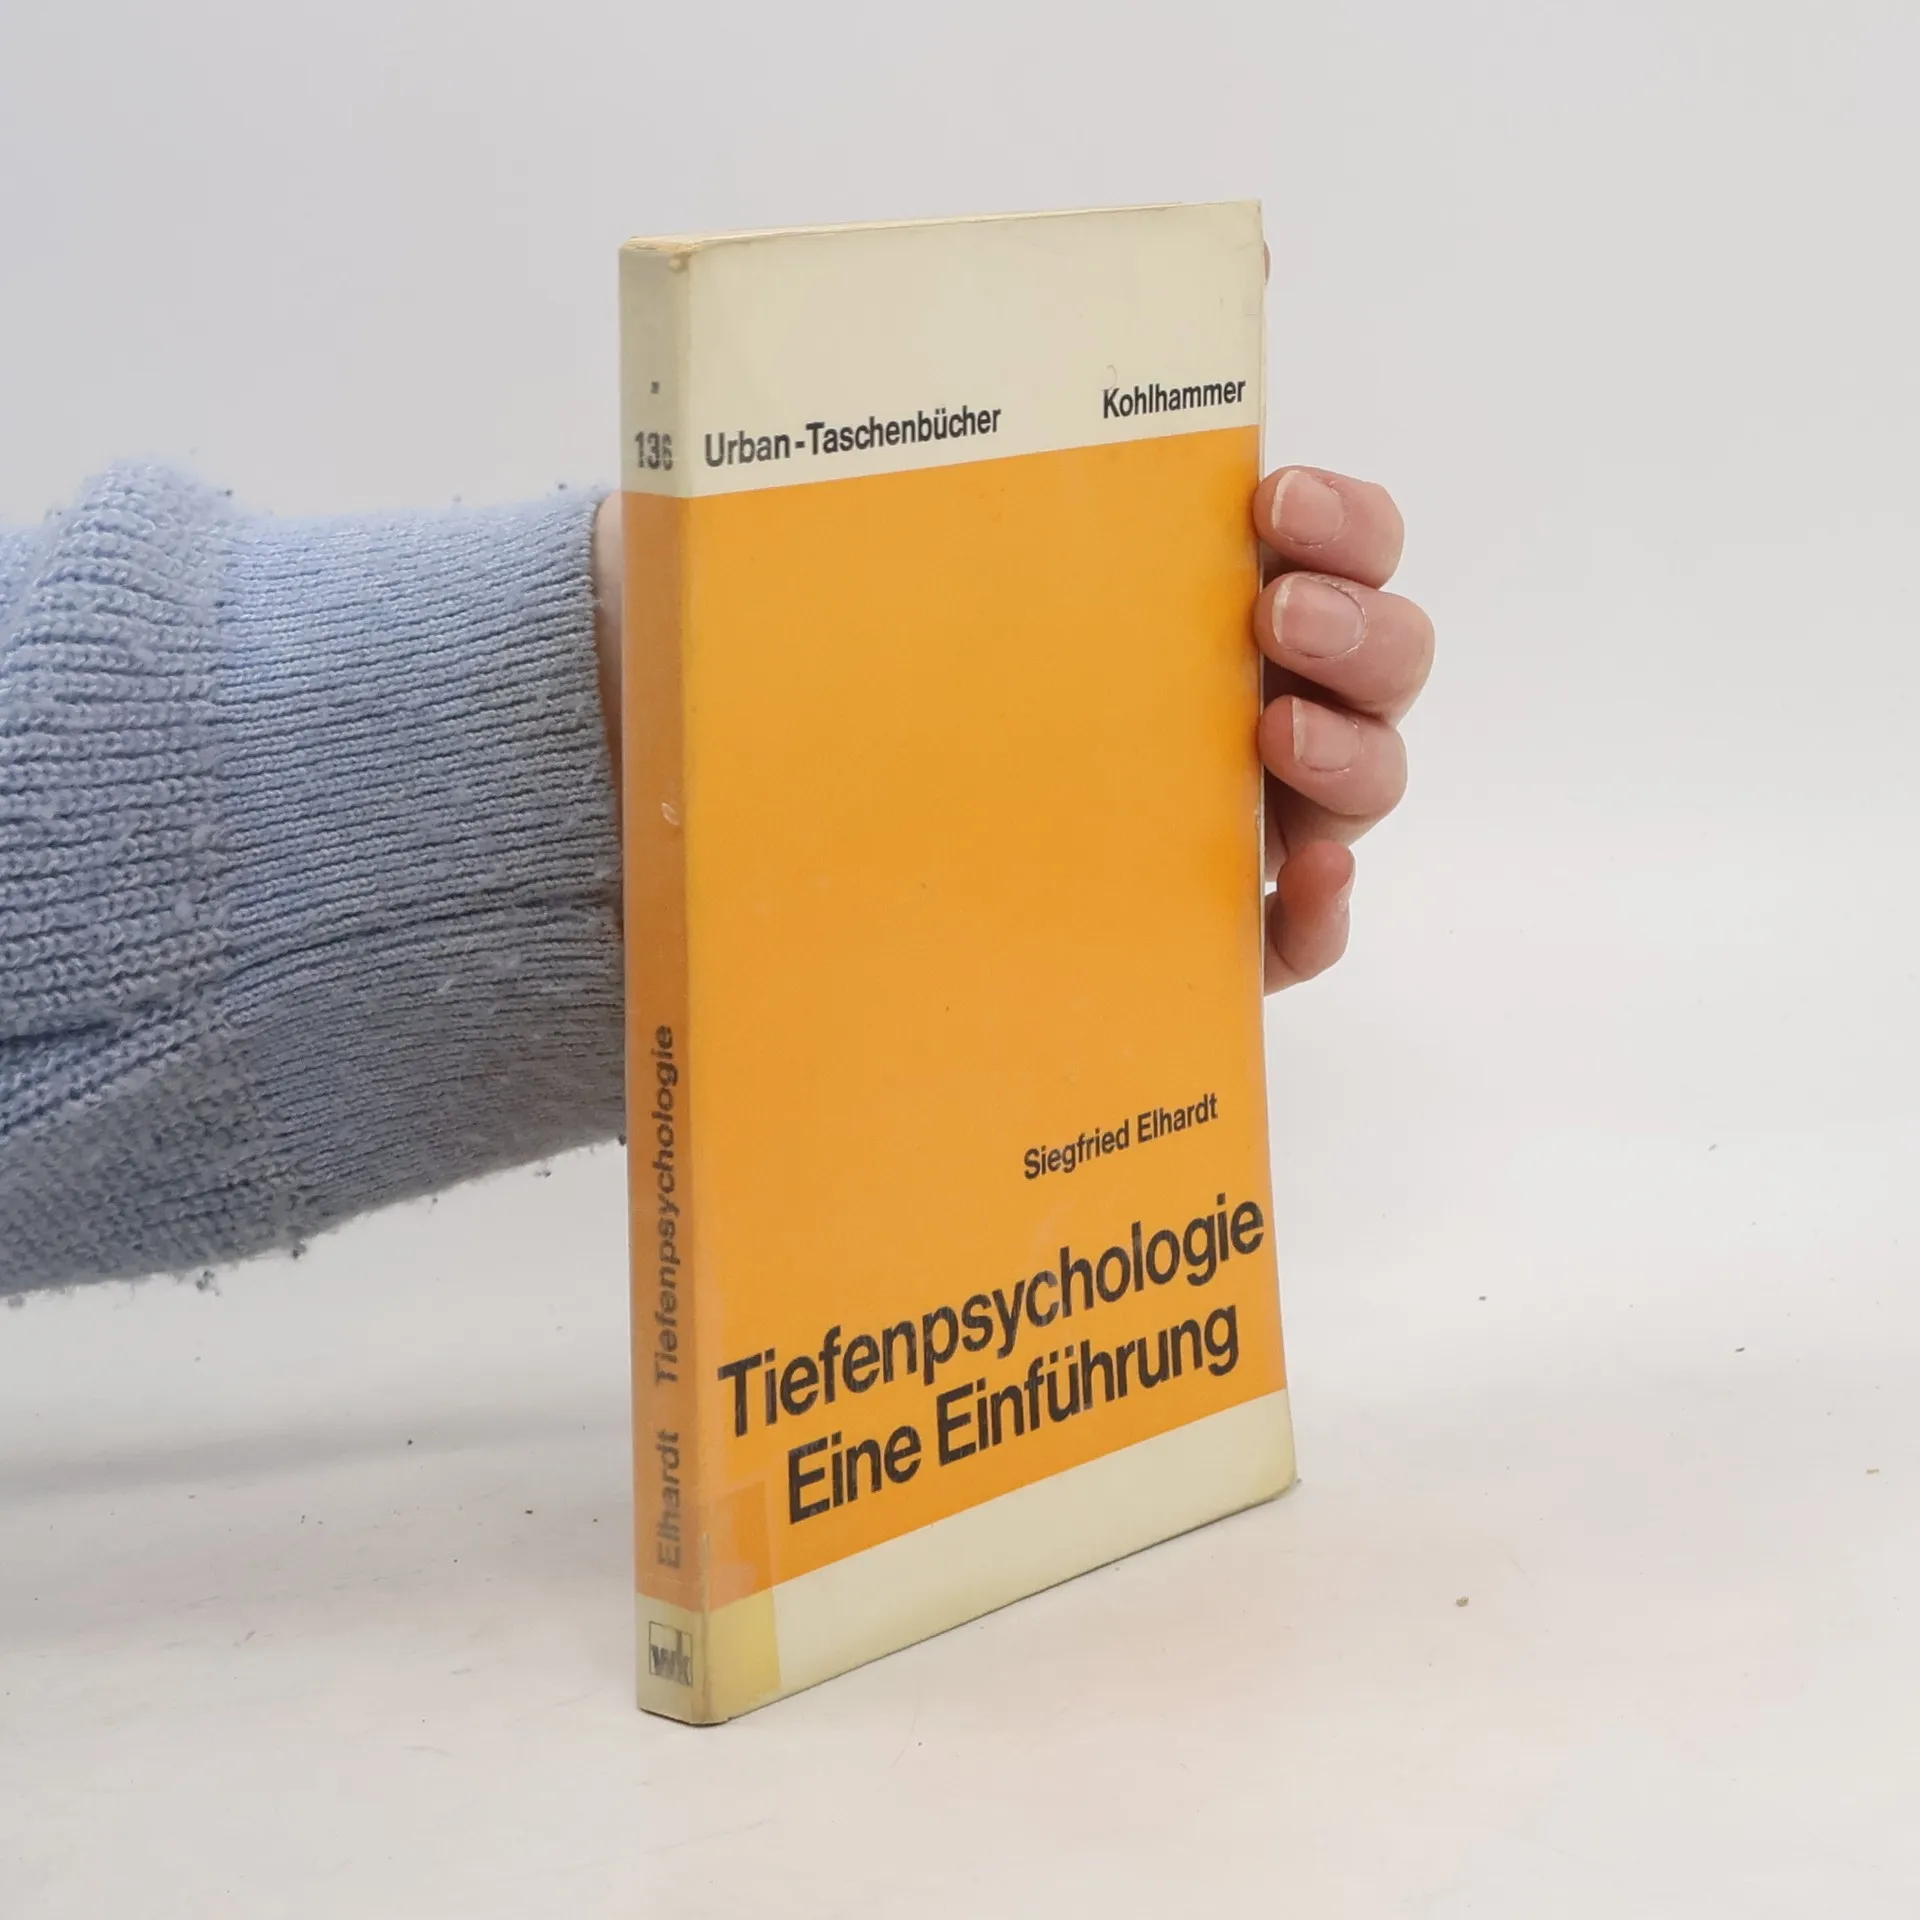 136
Urban-Taschenbücher
Kohlhammer
Siegfried Elhardt
Tiefenpsychologie
Eine Einführung
Elhardt Tiefenpsychologie
wk